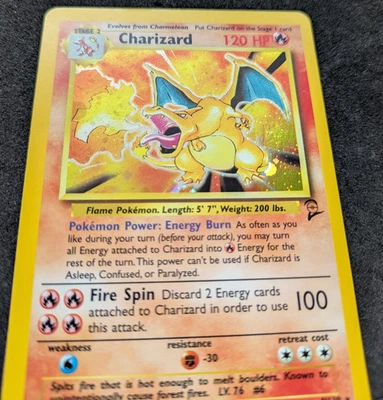 Evolves from Charmeleon Put Charizard on the Stage 1 card
STAGE 2
Charizard 120 HP
Flame Pokémon. Length: 5' 7", Weight: 200 lbs.
Pokémon Power: Energy Burn As often as you
like during your turn (before your attack), you may turn
all Energy attached to Charizard into Energy for the
rest of the turn. This power can't be used if Charizard is
Asleep, Confused, or Paralyzed.
Fire Spin Discard 2 Energy cards
attached to Charizard in order to use
this attack.
100
weakness resistance retreat cost
-30
Spits fire that is hot enough to melt boulders. Known to
unintentionally cause forest fires. LV. 76 #6